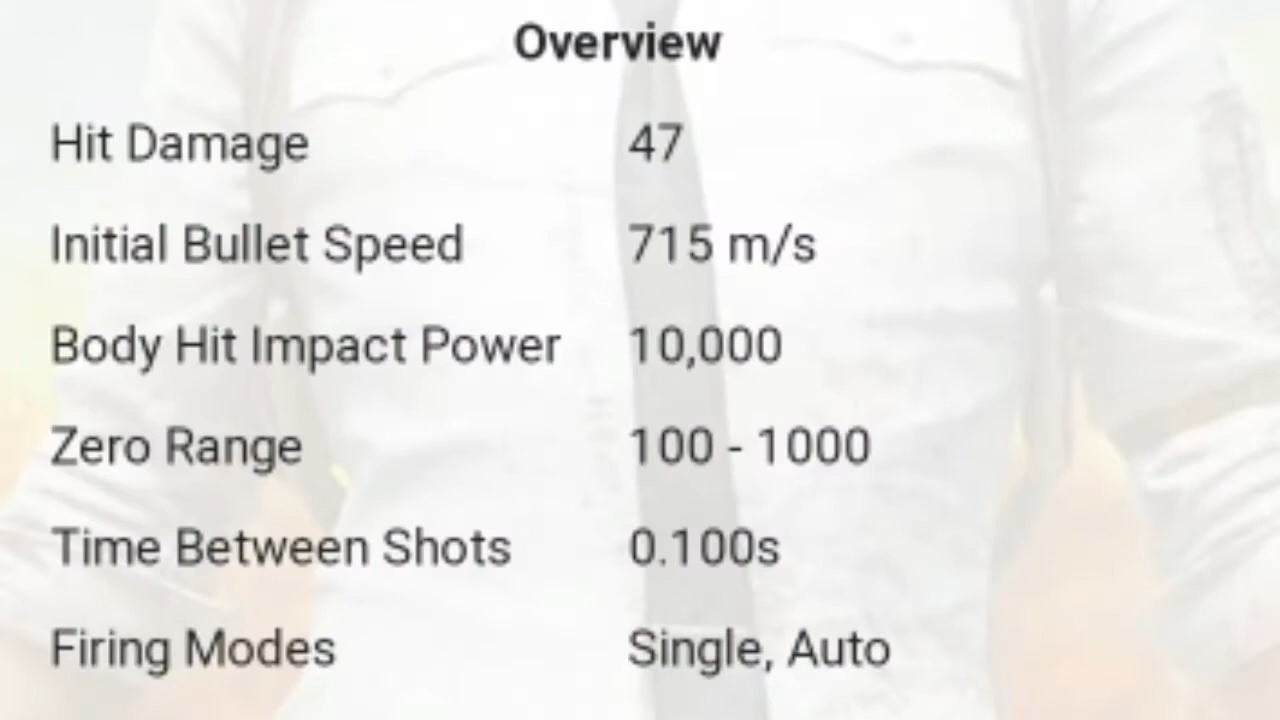 Overview
Hit Damage 47
Initial Bullet Speed 715 m/s
Body Hit Impact Power 10,000
Zero Range 100 - 1000
Time Between Shots 0.100s
Firing Modes Single, Auto